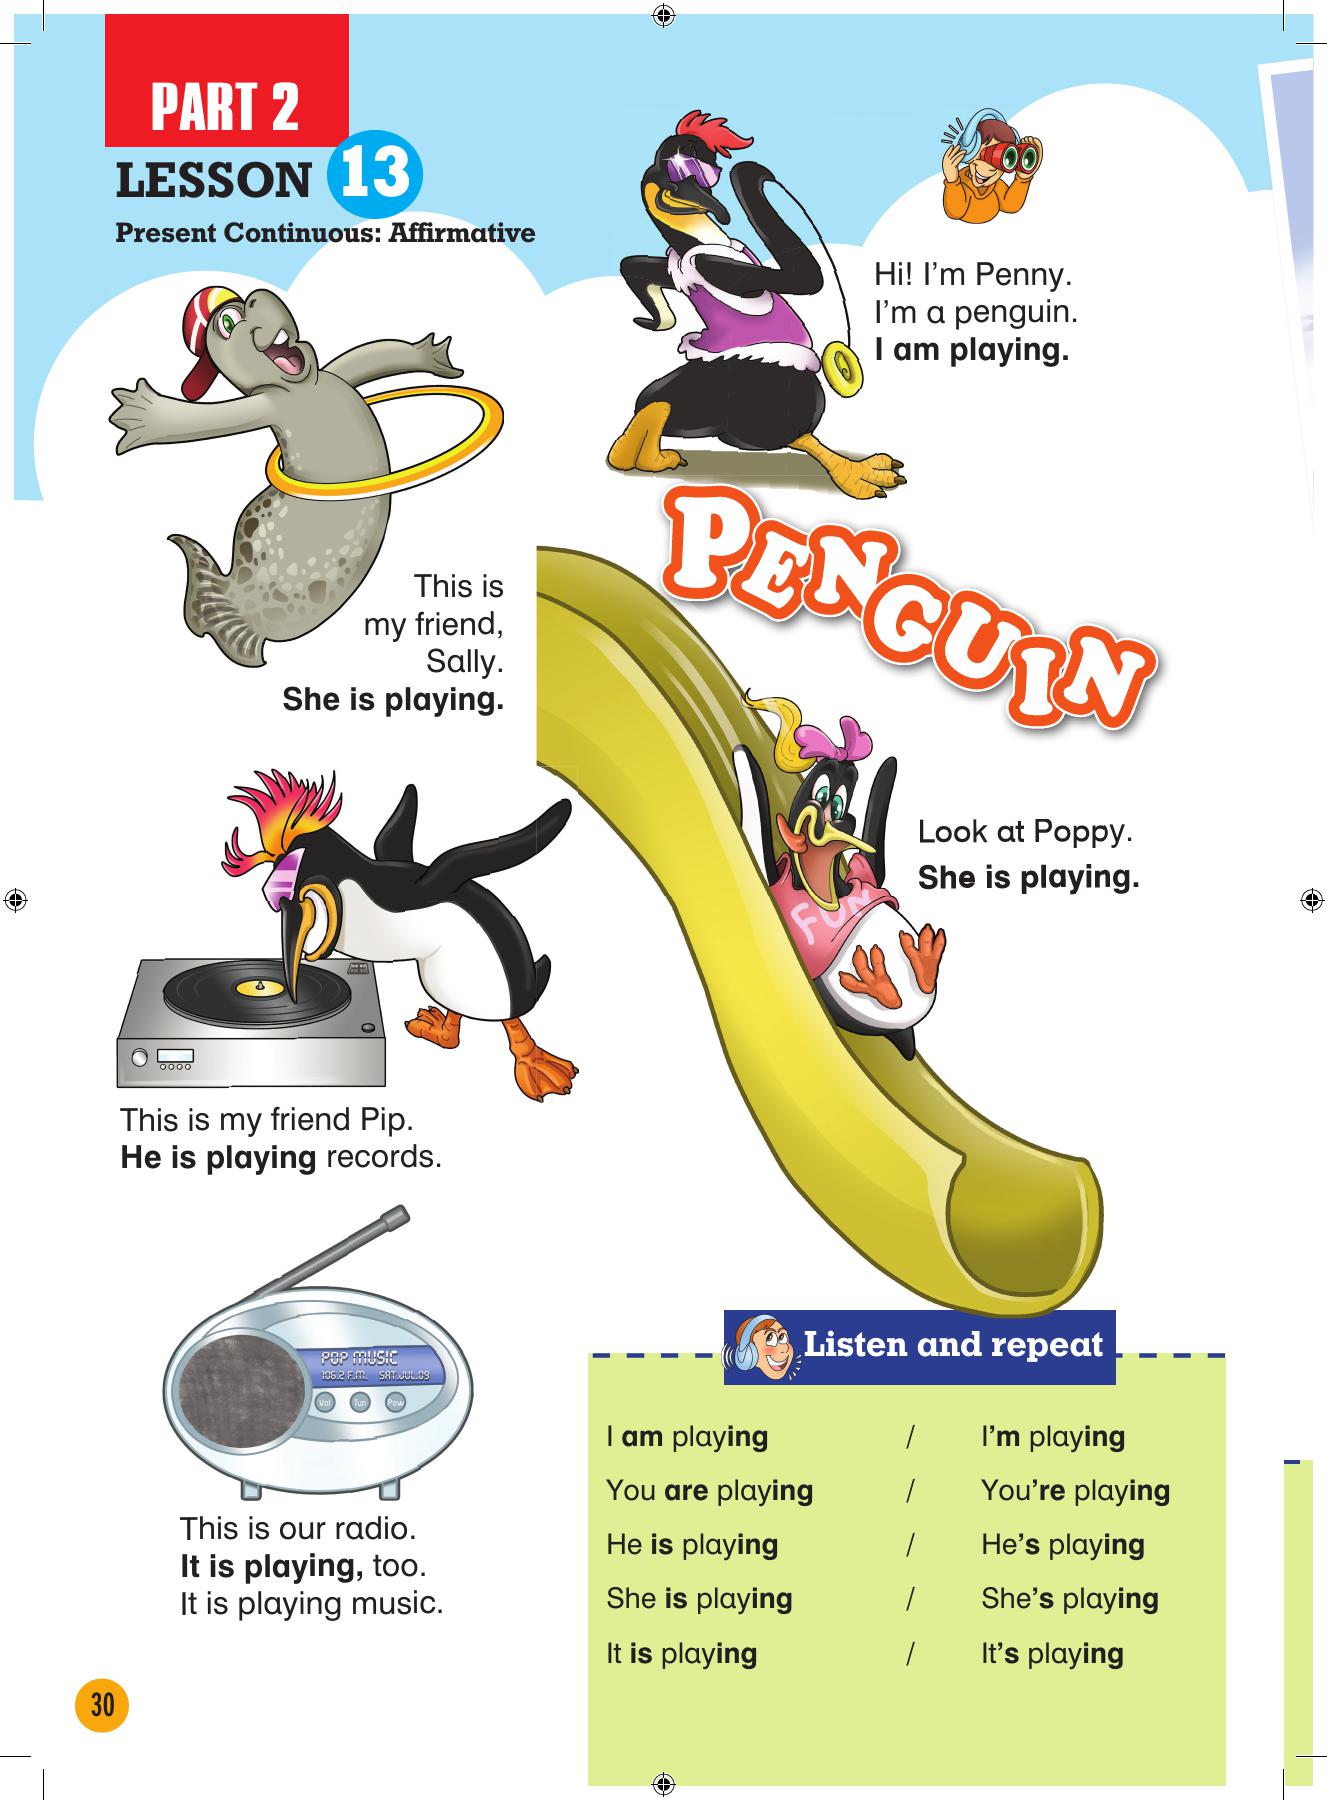 PART 2
LESSON 13
Present Continuous: Affirmative
Hi! I'm Penny.
I'm a penguin.
I am playing.
This is
my friend,
Sally.
She is playing.
PENGUIN
Look at Poppy.
She is playing.
FUN
This is my friend Pip.
He is playing records.
POP MUSIC
106.2 F.M. SAT.JUL.09
Vol Tun Pow
This is our radio.
It is playing, too.
It is playing music.
Listen and repeat
I am playing / I'm playing
You are playing / You're playing
He is playing / He's playing
She is playing / She's playing
It is playing / It's playing
30